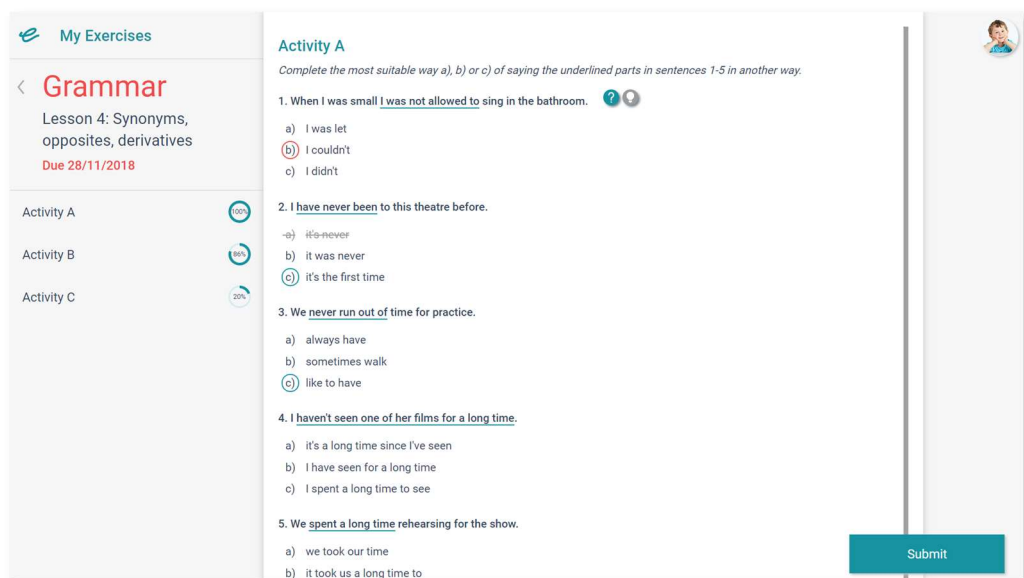 My Exercises
Grammar
Lesson 4: Synonyms,
opposites, derivatives
Due 28/11/2018
Activity A
100%
Activity B
86%
Activity C
20%
Activity A
Complete the most suitable way a), b) or c) of saying the underlined parts in sentences 1-5 in another way.
1. When I was small I was not allowed to sing in the bathroom. ?
a) I was let
b) I couldn't
c) I didn't
2. I have never been to this theatre before.
a) it's never
b) it was never
c) it's the first time
3. We never run out of time for practice.
a) always have
b) sometimes walk
c) like to have
4. I haven't seen one of her films for a long time.
a) it's a long time since I've seen
b) I have seen for a long time
c) I spent a long time to see
5. We spent a long time rehearsing for the show.
a) we took our time
b) it took us a long time to
Submit